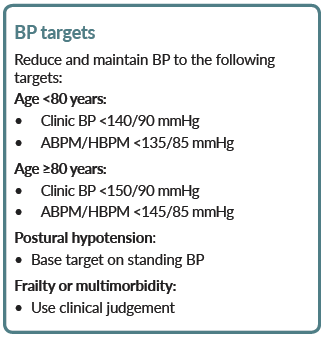 BP targets
Reduce and maintain BP to the following
targets:
Age <80 years:
• Clinic BP <140/90 mmHg
• ABPM/HBPM <135/85 mmHg
Age ≥80 years:
• Clinic BP <150/90 mmHg
• ABPM/HBPM <145/85 mmHg
Postural hypotension:
• Base target on standing BP
Frailty or multimorbidity:
• Use clinical judgement